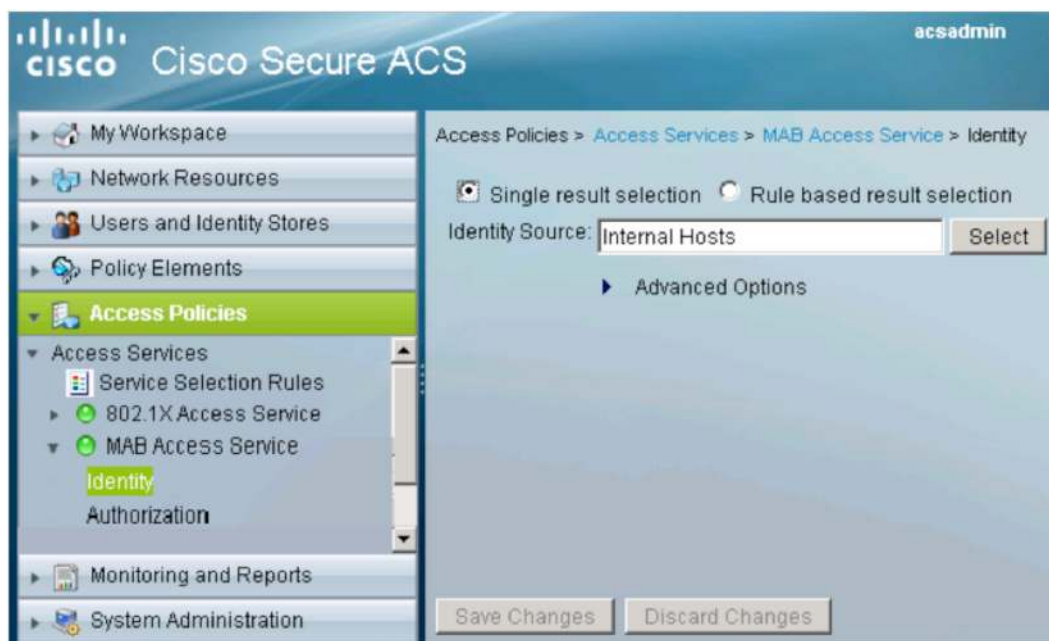 acsadmin
CISCO Cisco Secure ACS
My Workspace
Network Resources
Users and Identity Stores
Policy Elements
Access Policies
Access Services
Service Selection Rules
802.1X Access Service
MAB Access Service
Identity
Authorization
Monitoring and Reports
System Administration
Access Policies > Access Services > MAB Access Service > Identity
Single result selection Rule based result selection
Identity Source: Internal Hosts Select
Advanced Options
Save Changes Discard Changes